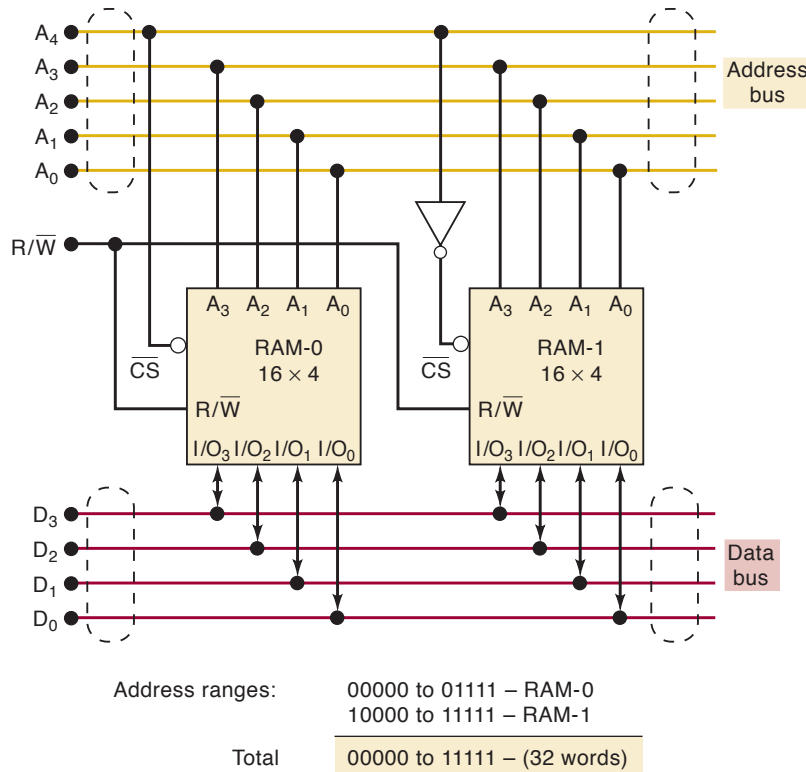 A₄
A₃
Address
bus
A₂
A₁
A₀
R/W̅
A₃ A₂ A₁ A₀
A₃ A₂ A₁ A₀
C̅S̅
RAM-0
16 × 4
C̅S̅
RAM-1
16 × 4
R/W̅
R/W̅
I/O₃ I/O₂ I/O₁ I/O₀
I/O₃ I/O₂ I/O₁ I/O₀
D₃
D₂
Data
bus
D₁
D₀
Address ranges: 00000 to 01111 – RAM-0
10000 to 11111 – RAM-1
Total 00000 to 11111 – (32 words)